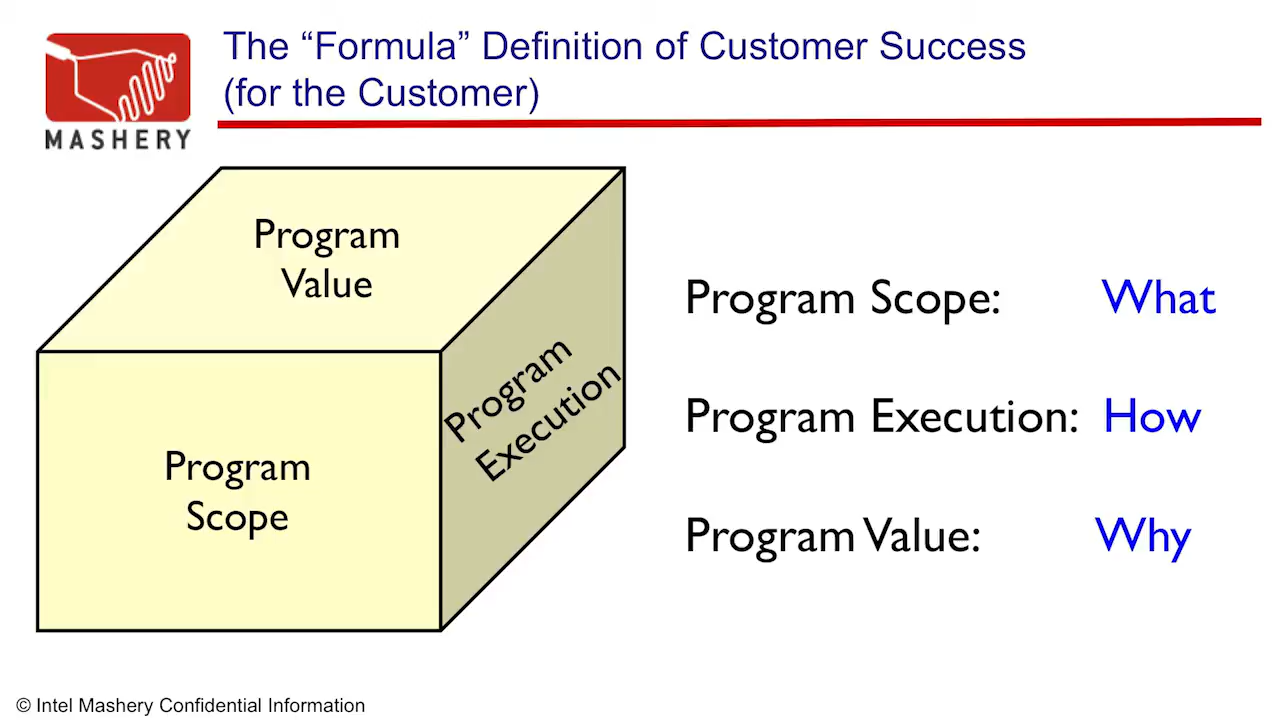 The “Formula” Definition of Customer Success
(for the Customer)
MASHERY
Program
Value
Program
Execution
Program
Scope
Program Scope: What
Program Execution: How
Program Value: Why
© Intel Mashery Confidential Information